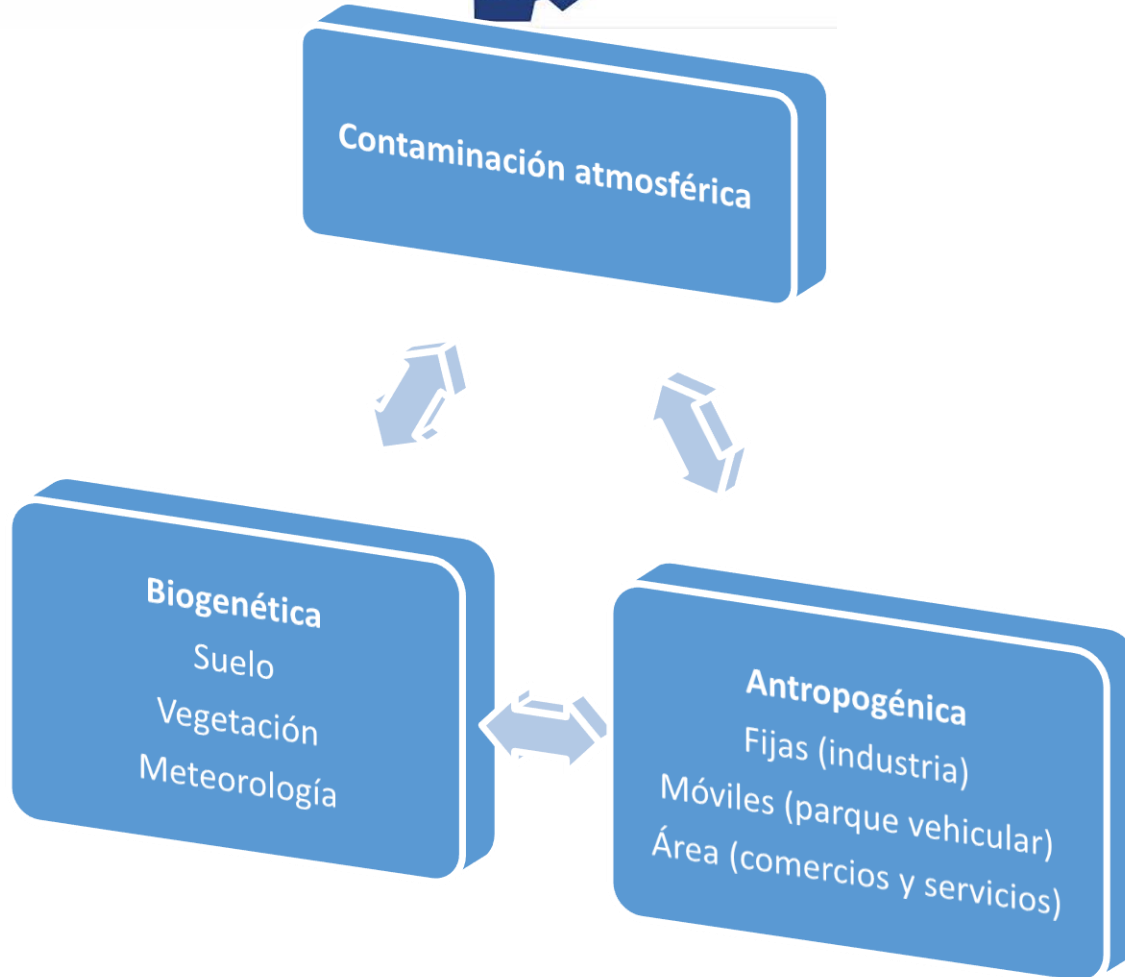 Contaminación atmosférica
Biogenética
Suelo
Vegetación
Meteorología
Antropogénica
Fijas (industria)
Móviles (parque vehicular)
Área (comercios y servicios)